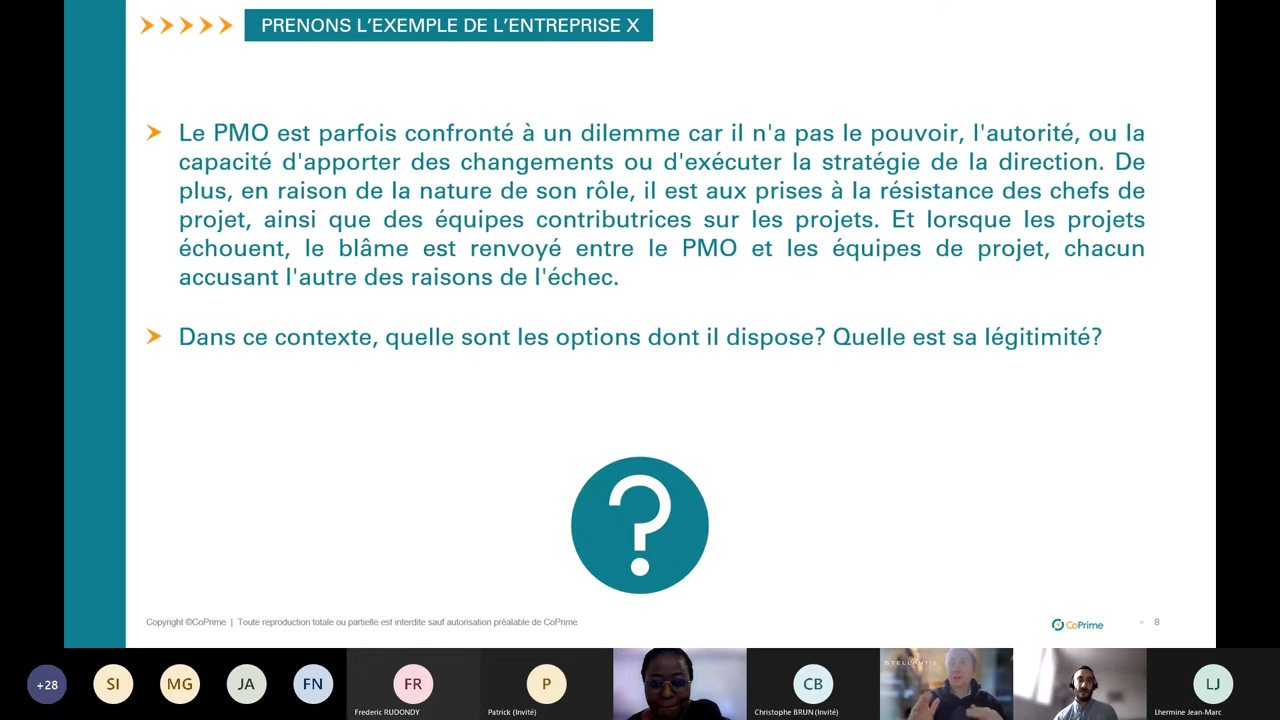 PRENONS L’EXEMPLE DE L’ENTREPRISE X
Le PMO est parfois confronté à un dilemme car il n'a pas le pouvoir, l'autorité, ou la
capacité d'apporter des changements ou d'exécuter la stratégie de la direction. De
plus, en raison de la nature de son rôle, il est aux prises à la résistance des chefs de
projet, ainsi que des équipes contributrices sur les projets. Et lorsque les projets
échouent, le blâme est renvoyé entre le PMO et les équipes de projet, chacun
accusant l'autre des raisons de l'échec.
Dans ce contexte, quelle sont les options dont il dispose? Quelle est sa légitimité?
?
Copyright ©CoPrime | Toute reproduction totale ou partielle est interdite sauf autorisation préalable de CoPrime
CoPrime
8
+28
SI
MG
JA
FN
FR
Frederic RUDONDY
P
Patrick (Invité)
CB
Christophe BRUN (Invité)
STELLANTIS
LJ
Lhermine Jean-Marc